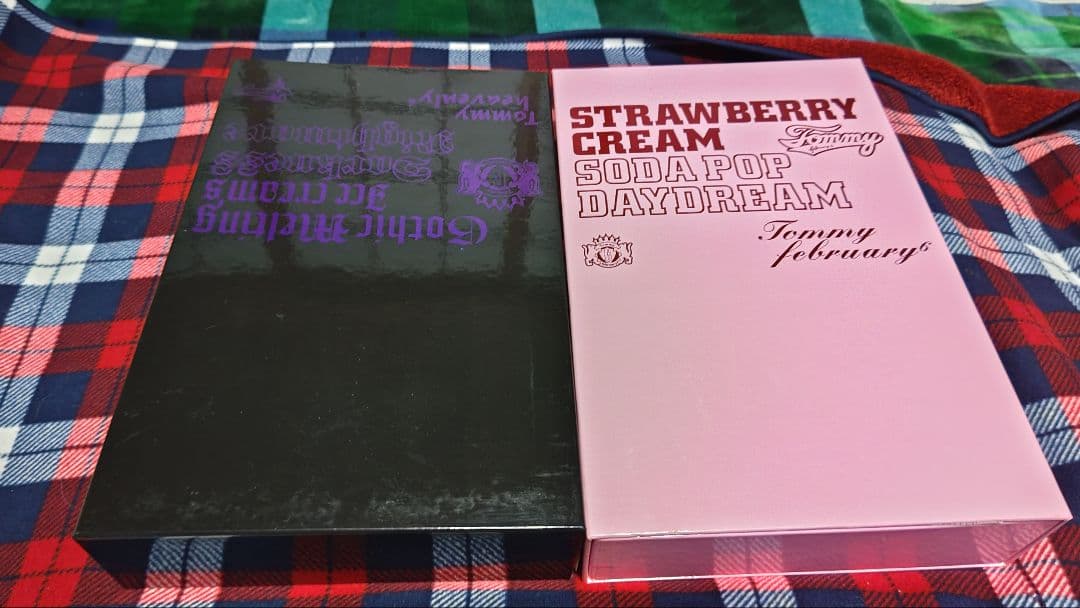 Gothic Melting
Ice cream's
DarkneSS
Nightmare
Tommy
heavenly⁶
STRAWBERRY
CREAM
Tommy
SODA POP
DAYDREAM
Tommy
february⁶